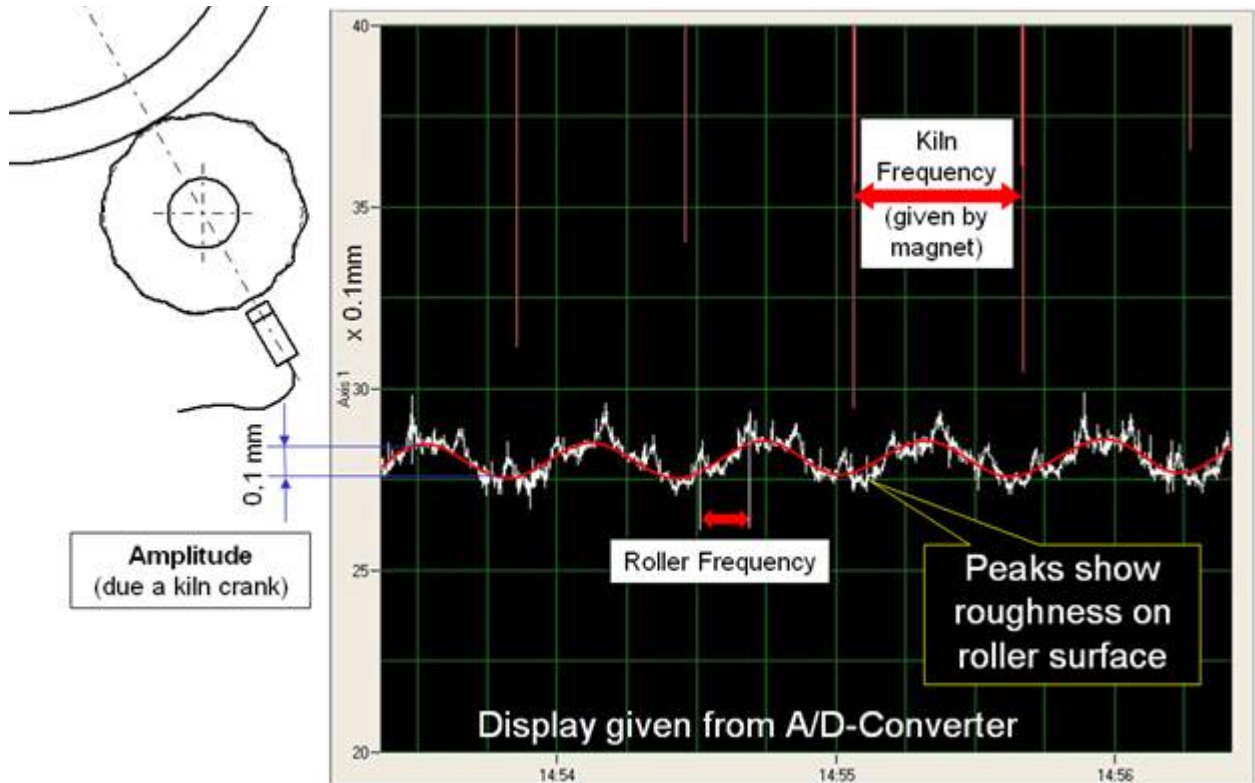 40
35
30
25
20
x 0.1mm
Axis 1
14:54
14:55
14:56
Kiln
Frequency
(given by
magnet)
0,1 mm
Amplitude
(due a kiln crank)
Roller Frequency
Peaks show
roughness on
roller surface
Display given from A/D-Converter